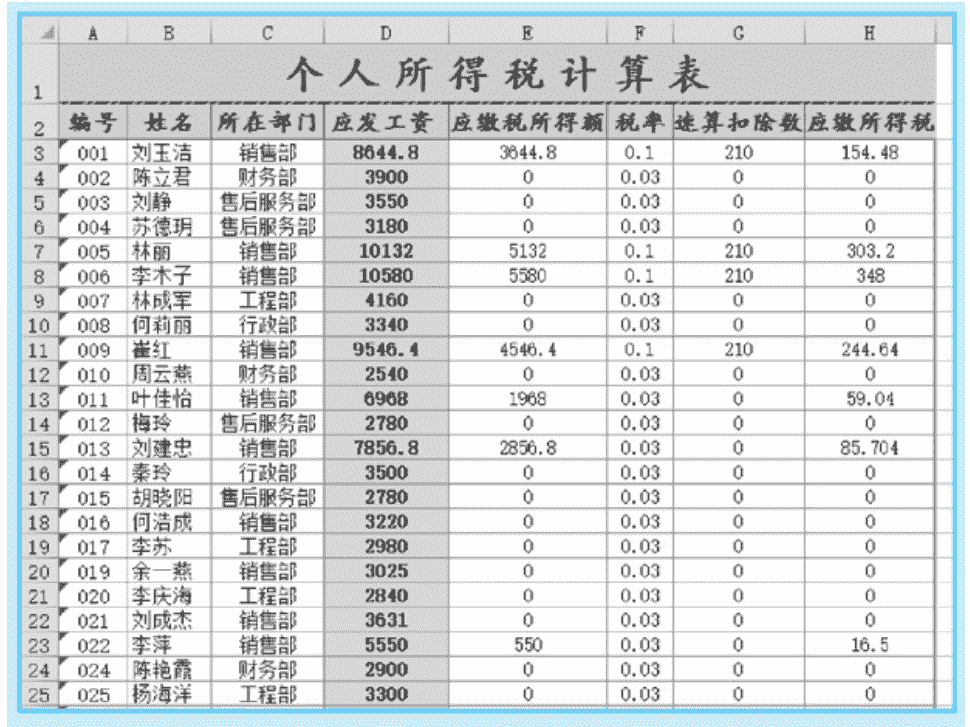 A B C D E F G H
1 个人所得税计算表
2 编号 姓名 所在部门 应发工资 应缴税所得额 税率 速算扣除数 应缴所得税
3 001 刘玉洁 销售部 8644.8 3644.8 0.1 210 154.48
4 002 陈立君 财务部 3900 0 0.03 0 0
5 003 刘静 售后服务部 3550 0 0.03 0 0
6 004 苏德玥 售后服务部 3180 0 0.03 0 0
7 005 林丽 销售部 10132 5132 0.1 210 303.2
8 006 李木子 销售部 10580 5580 0.1 210 348
9 007 林成军 工程部 4160 0 0.03 0 0
10 008 何莉丽 行政部 3340 0 0.03 0 0
11 009 崔红 销售部 9546.4 4546.4 0.1 210 244.64
12 010 周云燕 财务部 2540 0 0.03 0 0
13 011 叶佳怡 销售部 6968 1968 0.03 0 59.04
14 012 梅玲 售后服务部 2780 0 0.03 0 0
15 013 刘建忠 销售部 7856.8 2856.8 0.03 0 85.704
16 014 秦玲 行政部 3500 0 0.03 0 0
17 015 胡晓阳 售后服务部 2780 0 0.03 0 0
18 016 何浩成 销售部 3220 0 0.03 0 0
19 017 李苏 工程部 2980 0 0.03 0 0
20 019 余一燕 销售部 3025 0 0.03 0 0
21 020 李庆海 工程部 2840 0 0.03 0 0
22 021 刘成杰 销售部 3631 0 0.03 0 0
23 022 李萍 销售部 5550 550 0.03 0 16.5
24 024 陈艳霞 财务部 2900 0 0.03 0 0
25 025 杨海洋 工程部 3300 0 0.03 0 0